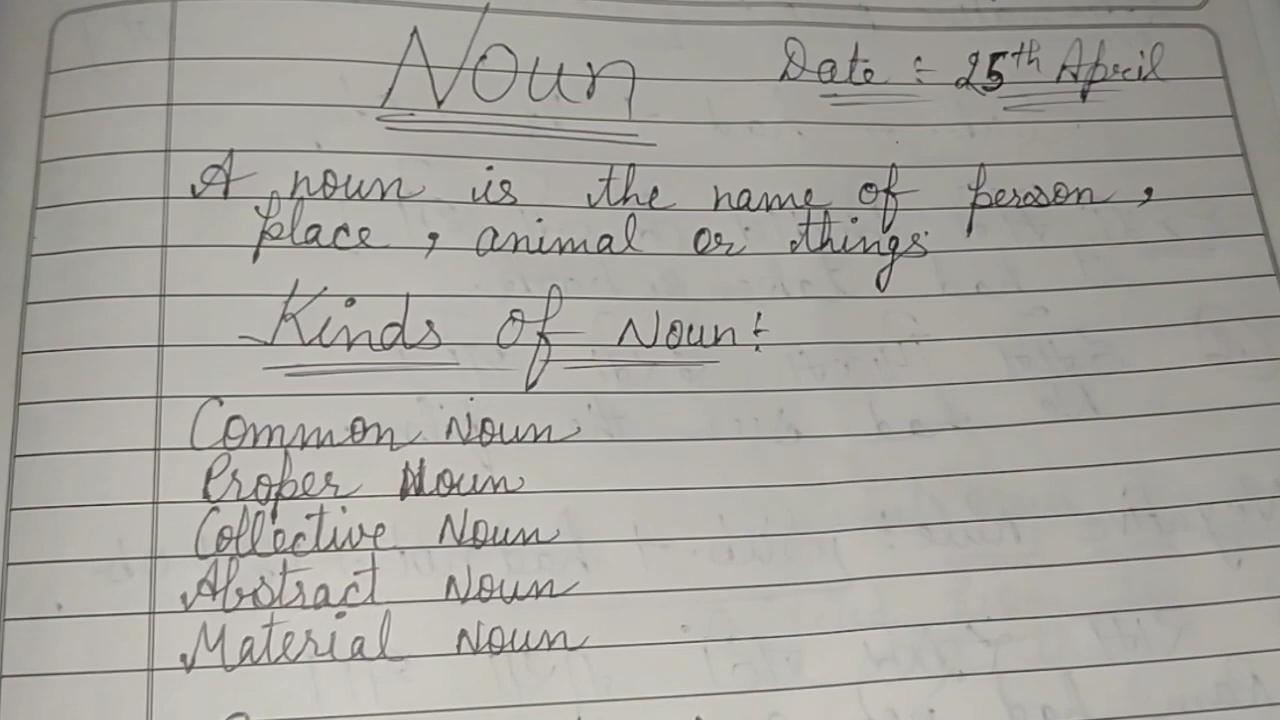 Noun
Date : 25th April
A noun is the name of person,
place, animal or things
Kinds of Noun:
Common Noun
Proper Noun
Collective Noun
Abstract Noun
Material Noun